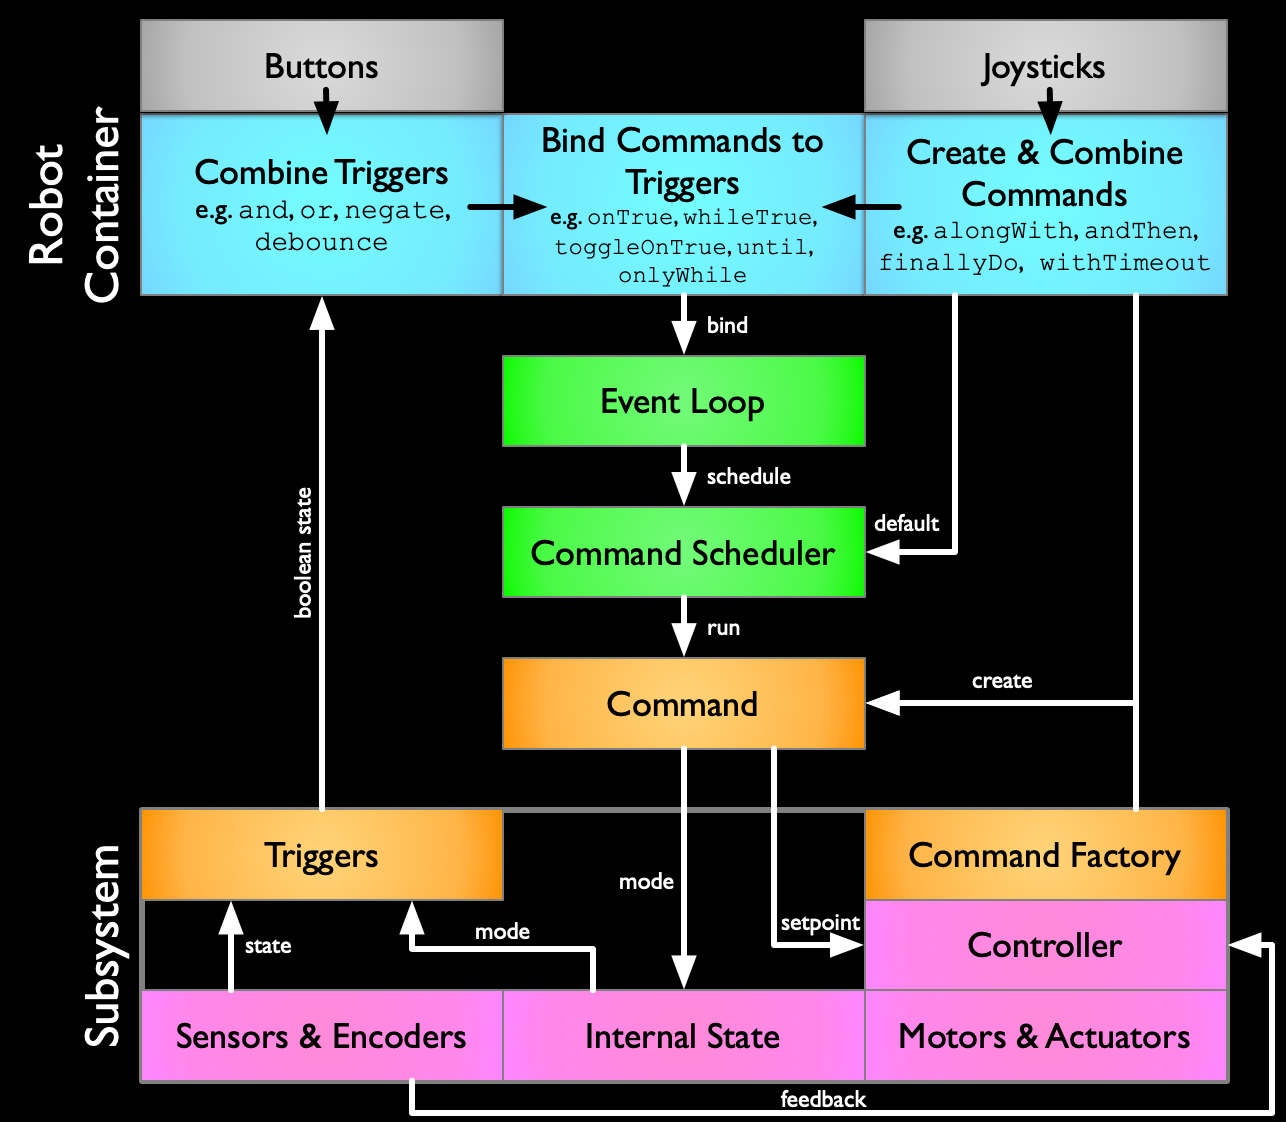 Buttons
Joysticks
Robot
Container
Combine Triggers
e.g. and, or, negate,
debounce
Bind Commands to
Triggers
e.g. onTrue, whileTrue,
toggleOnTrue, until,
onlyWhile
Create & Combine
Commands
e.g. alongWith, andThen,
finallyDo, withTimeout
bind
Event Loop
schedule
default
Command Scheduler
boolean state
run
create
Command
Subsystem
Triggers
Command Factory
mode
setpoint
state
mode
Controller
Sensors & Encoders
Internal State
Motors & Actuators
feedback